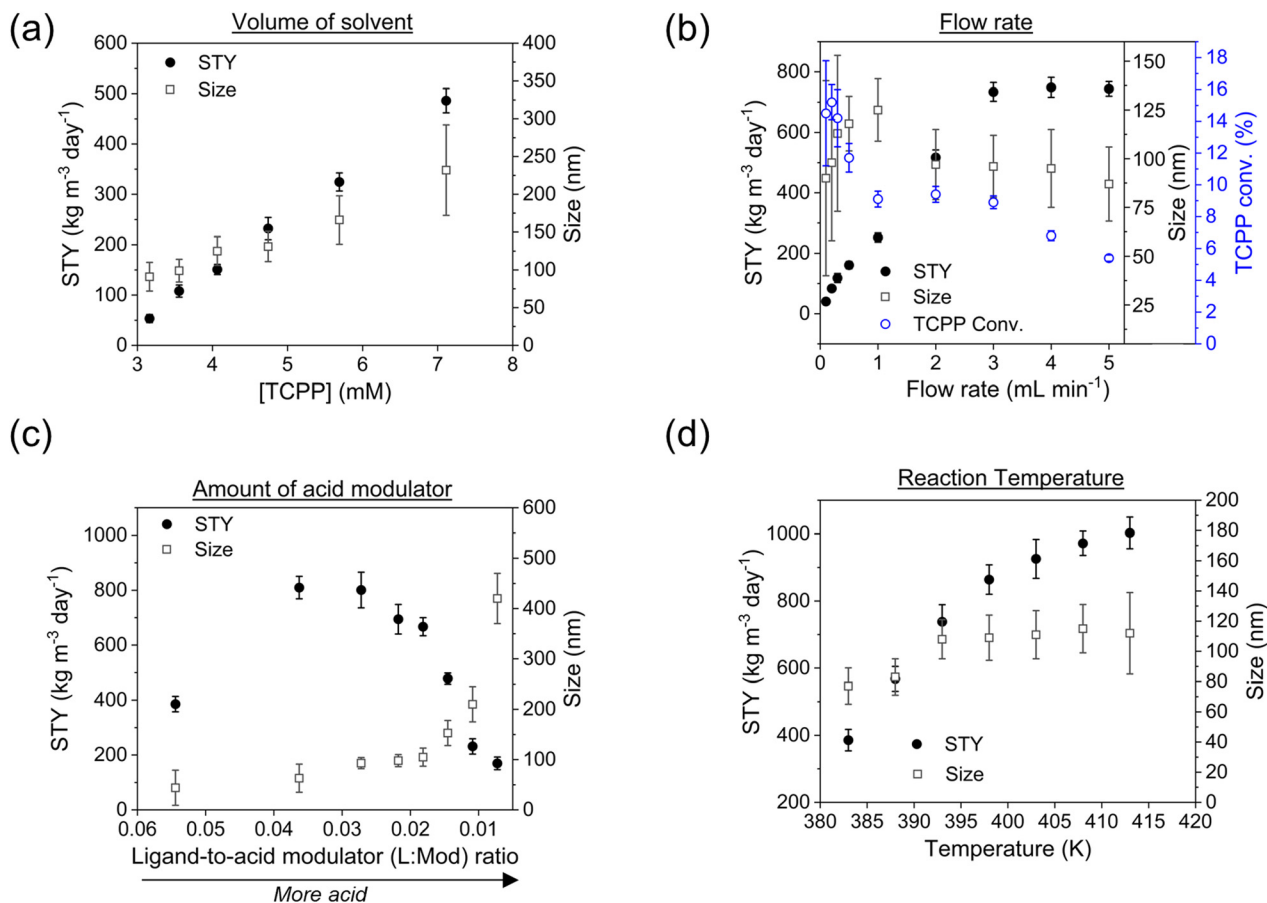 (a)
Volume of solvent
600
500
400
300
200
100
0
STY (kg m⁻³ day⁻¹)
STY
Size
400
350
300
250
200
150
100
50
0
Size (nm)
3 4 5 6 7 8
[TCPP] (mM)
(b)
Flow rate
800
600
400
200
0
STY (kg m⁻³ day⁻¹)
STY
Size
TCPP Conv.
150
125
100
75
50
25
Size (nm)
18
16
14
12
10
8
6
4
2
0
TCPP conv. (%)
0 1 2 3 4 5
Flow rate (mL min⁻¹)
(c)
Amount of acid modulator
1000
800
600
400
200
0
STY (kg m⁻³ day⁻¹)
STY
Size
600
500
400
300
200
100
0
Size (nm)
0.06 0.05 0.04 0.03 0.02 0.01
Ligand-to-acid modulator (L:Mod) ratio
More acid
(d)
Reaction Temperature
1000
800
600
400
200
STY (kg m⁻³ day⁻¹)
STY
Size
200
180
160
140
120
100
80
60
40
20
0
Size (nm)
380 385 390 395 400 405 410 415 420
Temperature (K)